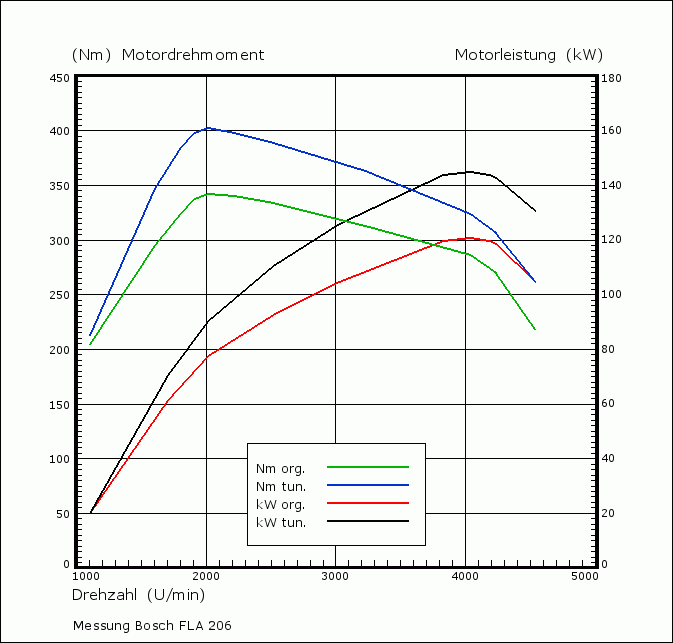 (Nm) Motordrehmoment Motorleistung (kW)
450 180
400 160
350 140
300 120
250 100
200 80
150 60
100 40
50 20
0 0
1000 2000 3000 4000 5000
Nm org.
Nm tun.
kW org.
kW tun.
Drehzahl (U/min)
Messung Bosch FLA 206